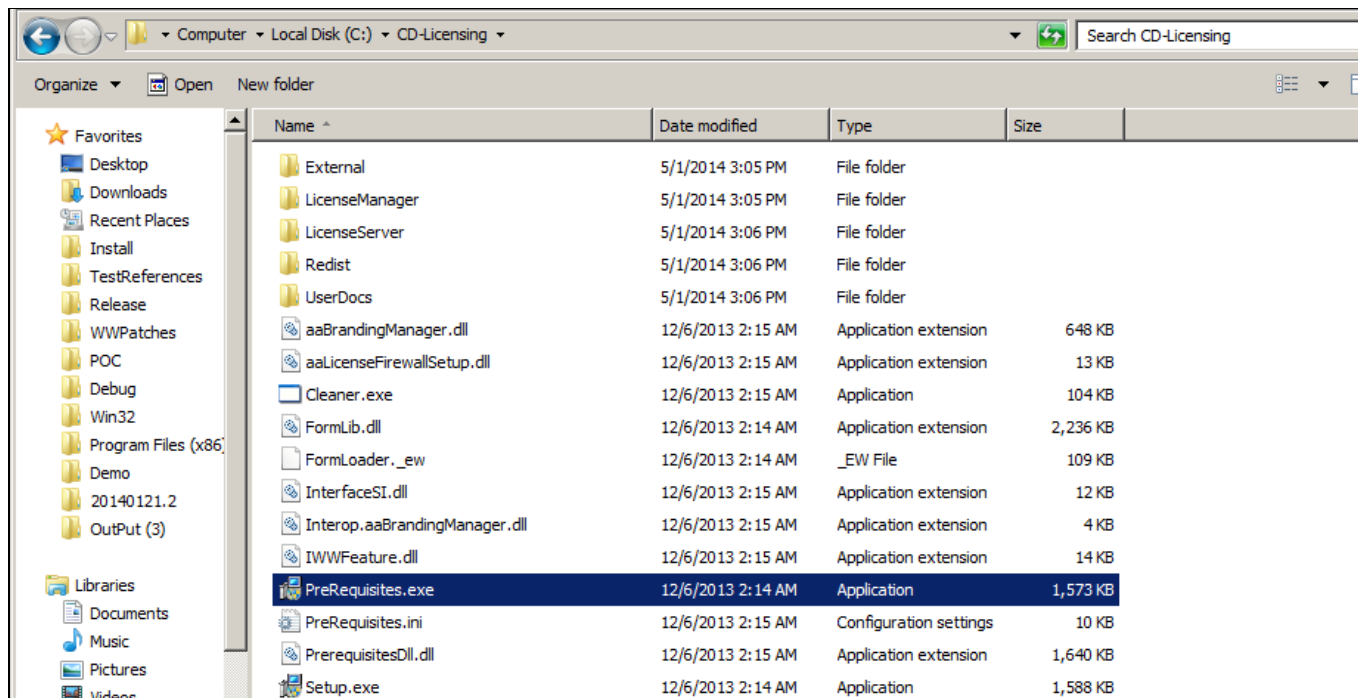 Computer Local Disk (C:) CD-Licensing Search CD-Licensing
Organize Open New folder
Favorites
Desktop
Downloads
Recent Places
Install
TestReferences
Release
WWPatches
POC
Debug
Win32
Program Files (x86)
Demo
20140121.2
OutPut (3)
Libraries
Documents
Music
Pictures
Videos
Name Date modified Type Size
External 5/1/2014 3:05 PM File folder
LicenseManager 5/1/2014 3:05 PM File folder
LicenseServer 5/1/2014 3:06 PM File folder
Redist 5/1/2014 3:06 PM File folder
UserDocs 5/1/2014 3:06 PM File folder
aaBrandingManager.dll 12/6/2013 2:15 AM Application extension 648 KB
aaLicenseFirewallSetup.dll 12/6/2013 2:15 AM Application extension 13 KB
Cleaner.exe 12/6/2013 2:15 AM Application 104 KB
FormLib.dll 12/6/2013 2:14 AM Application extension 2,236 KB
FormLoader._ew 12/6/2013 2:14 AM _EW File 109 KB
InterfaceSI.dll 12/6/2013 2:15 AM Application extension 12 KB
Interop.aaBrandingManager.dll 12/6/2013 2:15 AM Application extension 4 KB
IWWFeature.dll 12/6/2013 2:15 AM Application extension 14 KB
PreRequisites.exe 12/6/2013 2:14 AM Application 1,573 KB
PreRequisites.ini 12/6/2013 2:15 AM Configuration settings 10 KB
PrerequisitesDll.dll 12/6/2013 2:15 AM Application extension 1,640 KB
Setup.exe 12/6/2013 2:14 AM Application 1,588 KB